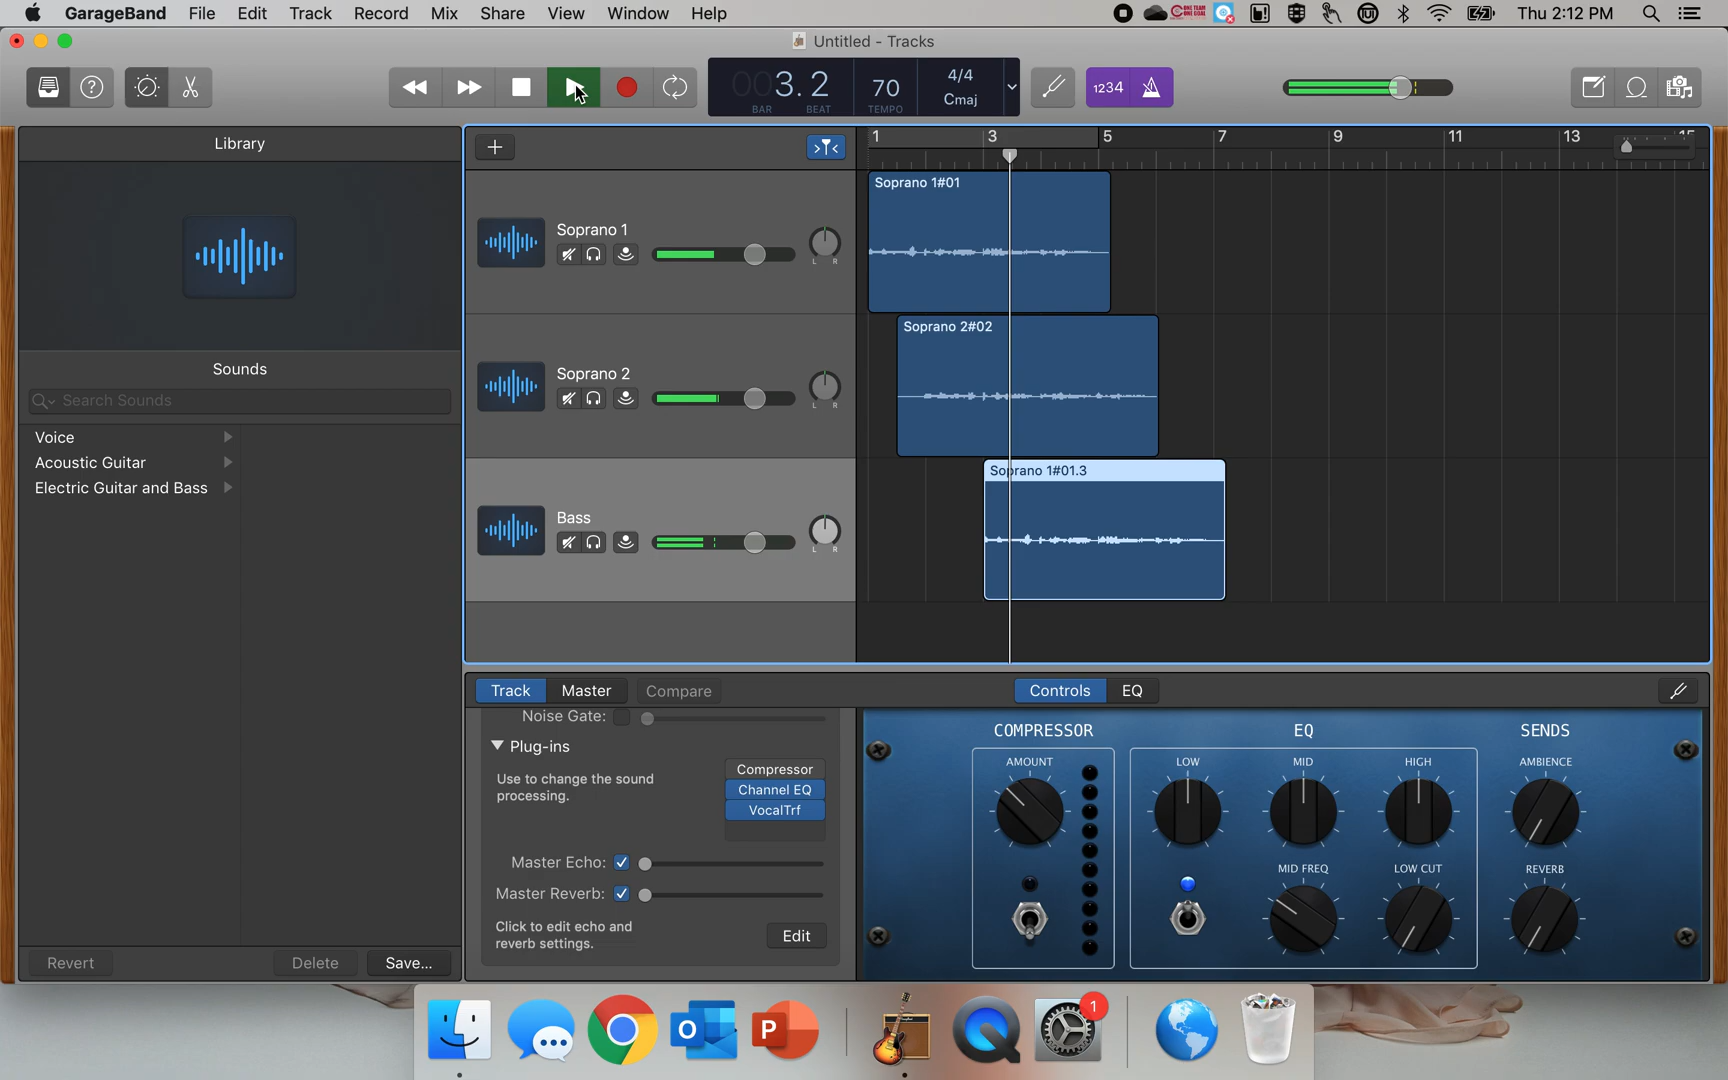 GarageBand File Edit Track Record Mix Share View Window Help Thu 2:12 PM
Untitled - Tracks
003.2 70 4/4 Cmaj 1234
BAR BEAT TEMPO
Library
1 3 5 7 9 11 13 15
Soprano 1#01
Soprano 1
L R
Soprano 2#02
Sounds
Soprano 2
Search Sounds
L R
Voice
Acoustic Guitar
Soprano 1#01.3
Electric Guitar and Bass
Bass
L R
Track Master Compare Controls EQ
Noise Gate:
COMPRESSOR EQ SENDS
Plug-ins
AMOUNT LOW MID HIGH AMBIENCE
Use to change the sound
processing.
Compressor
Channel EQ
VocalTrf
Master Echo:
MID FREQ LOW CUT REVERB
Master Reverb:
Click to edit echo and
reverb settings.
Edit
Revert Delete Save...
1
O P